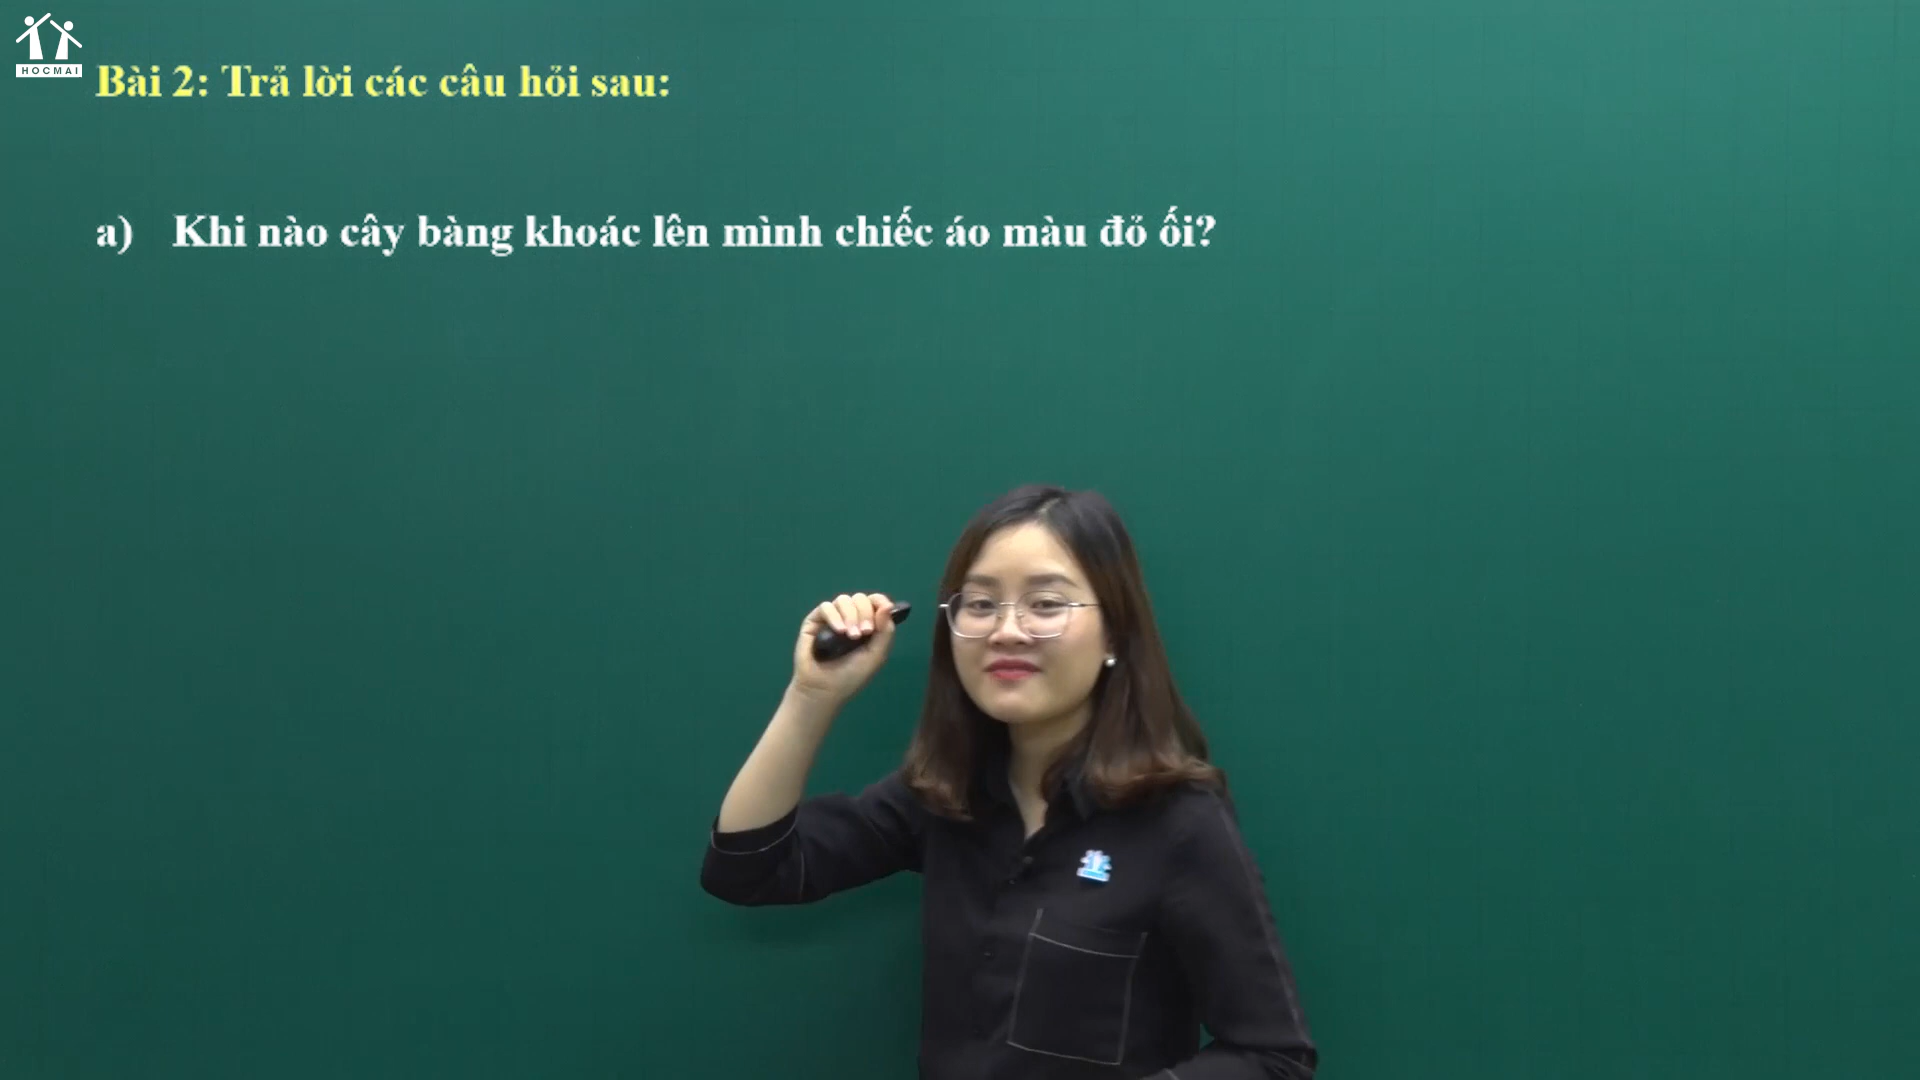 HOCMAI
Bài 2: Trả lời các câu hỏi sau:
a) Khi nào cây bàng khoác lên mình chiếc áo màu đỏ ối?